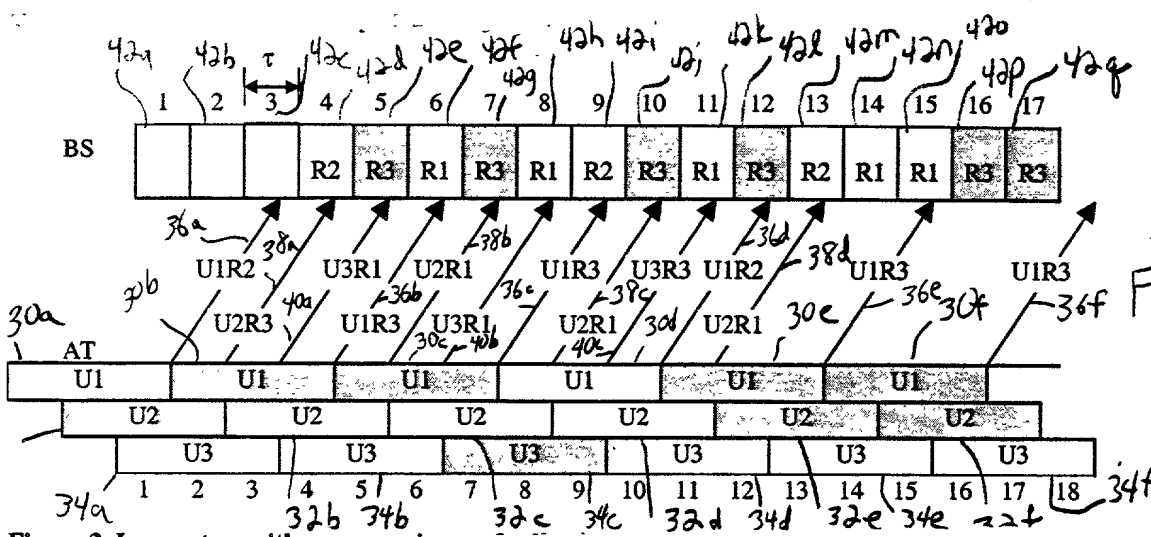 42a 42b τ 42c 42d 42e 42f 42g 42h 42i 42j 42k 42l 42m 42n 42o 42p 42q
1 2 3 4 5 6 7 8 9 10 11 12 13 14 15 16 17
BS
R2 R3 R1 R3 R1 R2 R3 R1 R3 R2 R1 R1 R3 R3
36a 38a 38b 36d 38d
U1R2 U3R1 U2R1 U1R3 U3R3 U1R2 U1R3 U1R3
30b 40a 36b 36c 38c 36e 36f
U2R3 U1R3 U3R1 U2R1 U2R1
30a 30c 40b 40c 30d 30e 30f
AT
U1 U1 U1 U1 U1 U1
U2 U2 U2 U2 U2 U2
U3 U3 U3 U3 U3 U3
1 2 3 4 5 6 7 8 9 10 11 12 13 14 15 16 17 18
34a 32b 34b 32c 34c 32d 34d 32e 34e 32f 34f